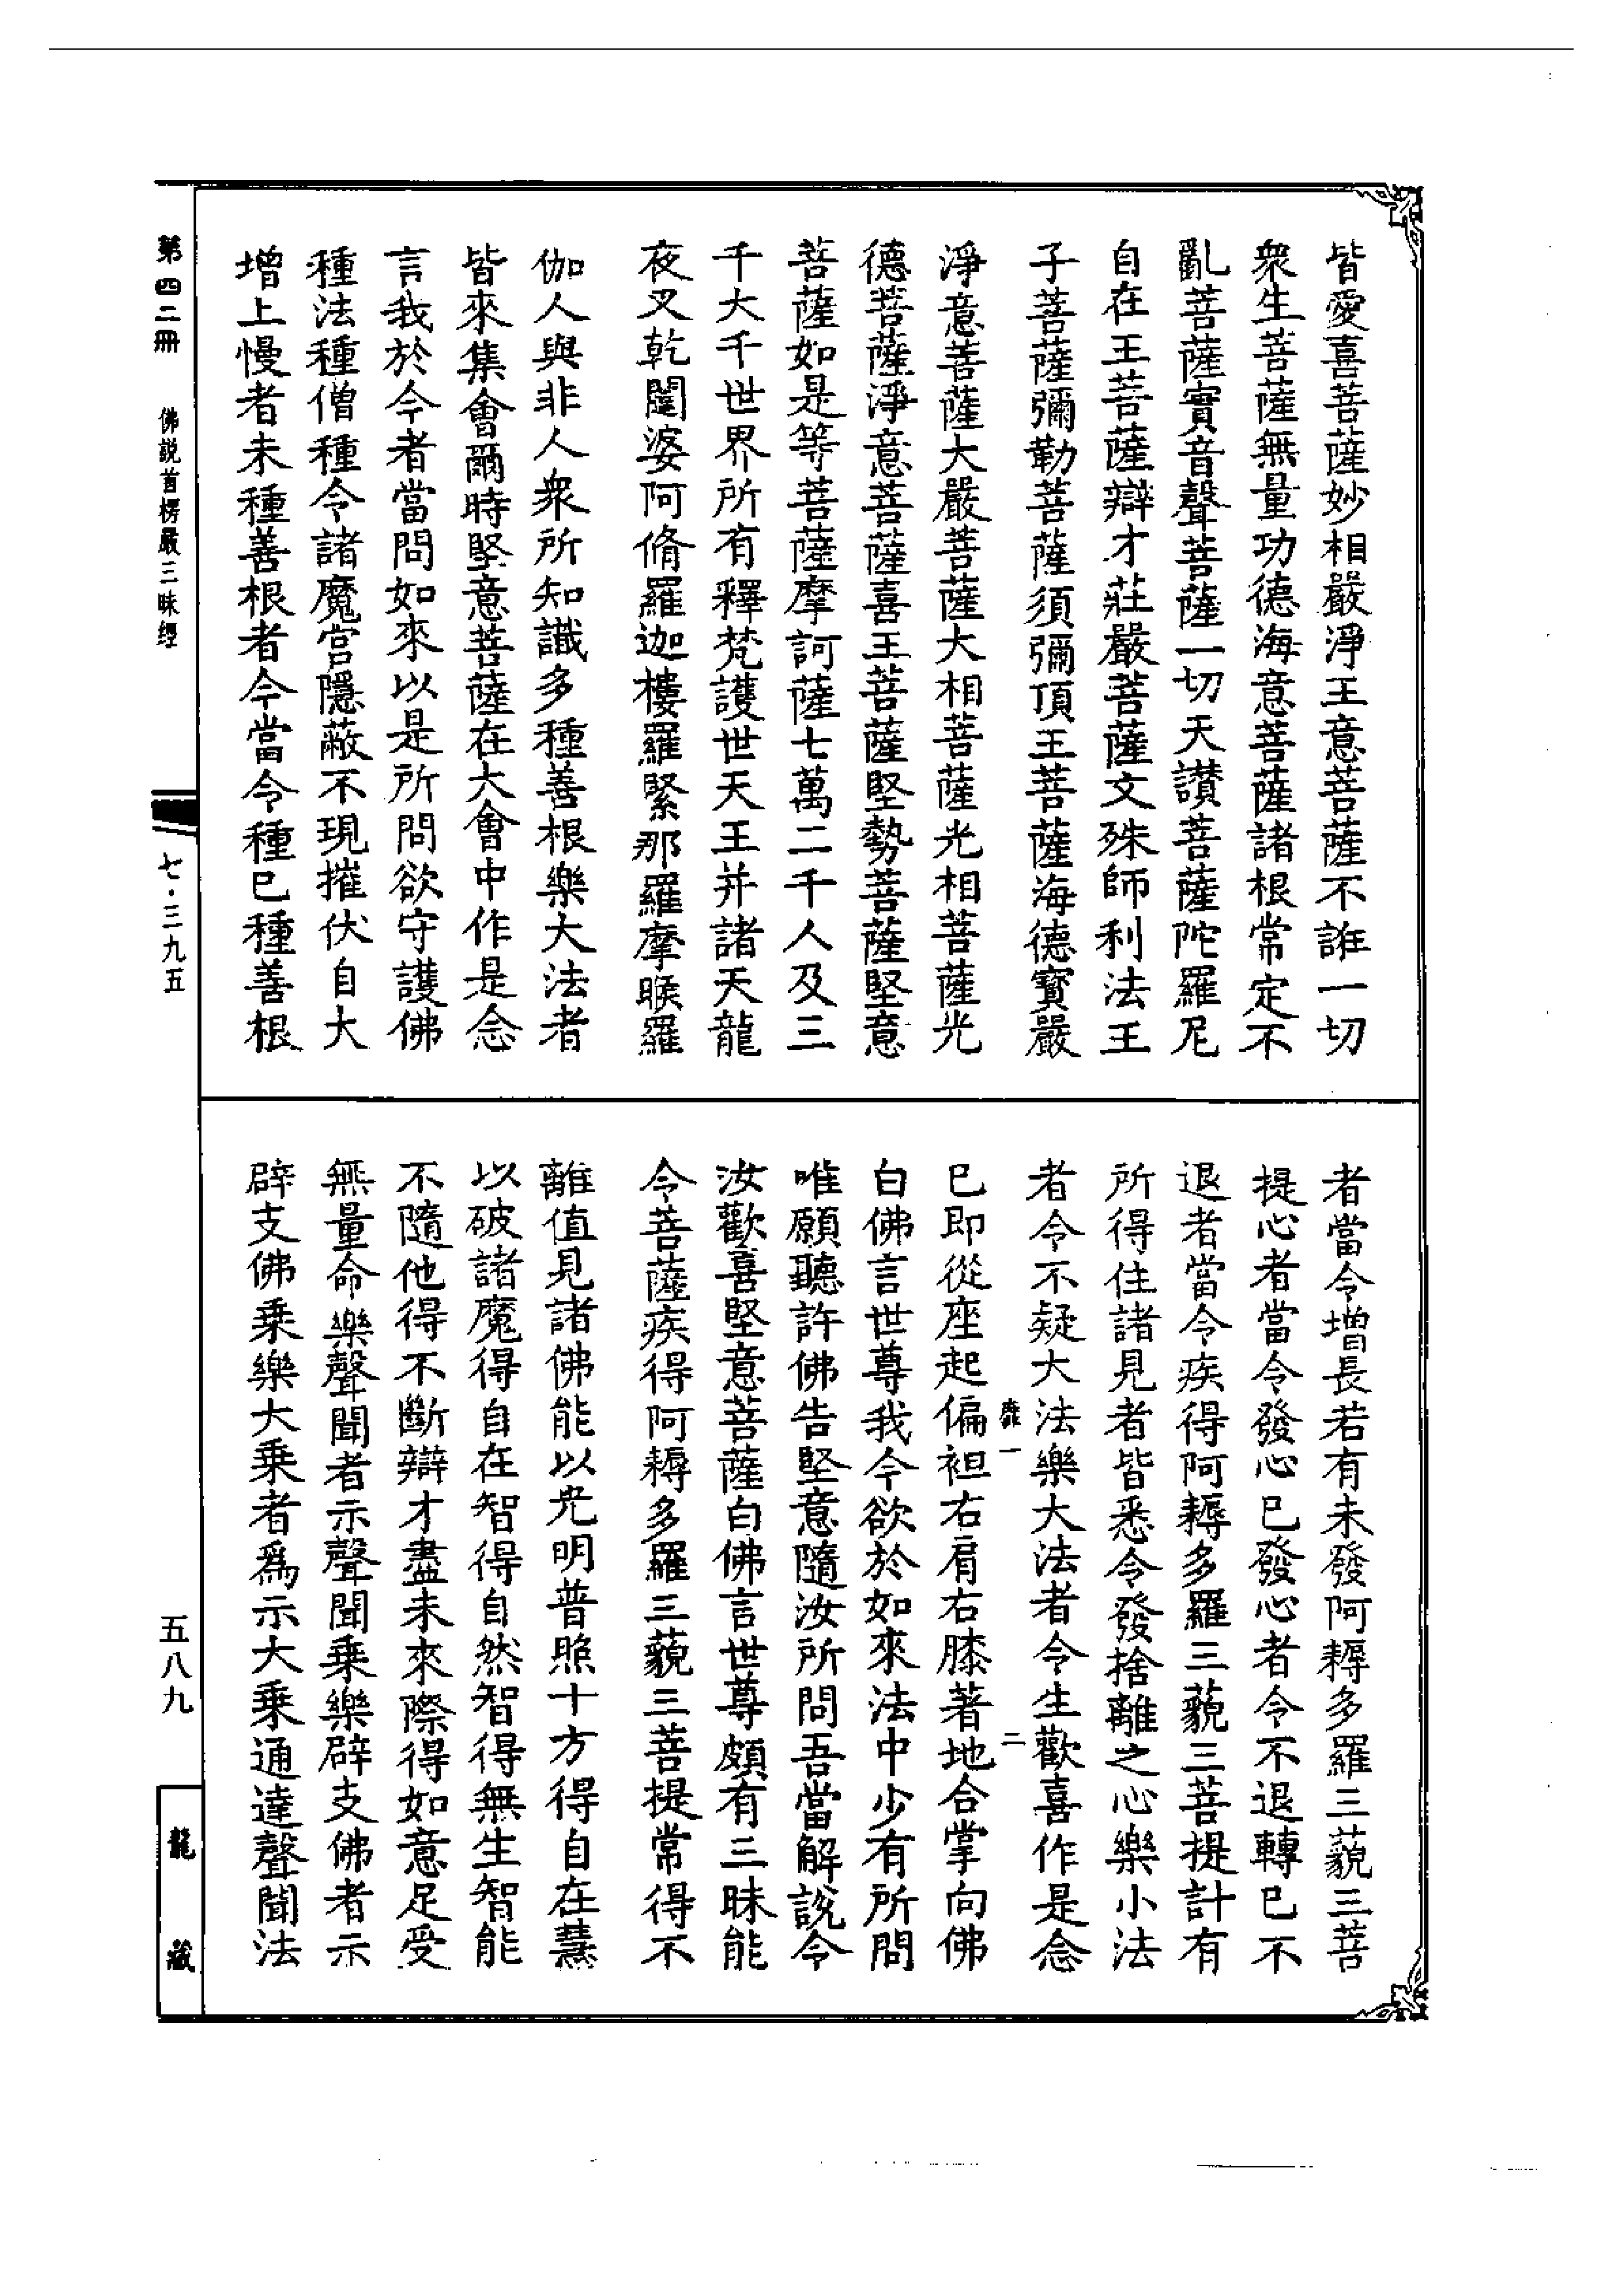 皆愛喜菩薩妙相嚴淨王意菩薩不誑一切
衆生菩薩無量功德海意菩薩諸根常定不
亂菩薩實音聲菩薩一切天讃菩薩陀羅尼
自在王菩薩辯才莊嚴菩薩文殊師利法王
子菩薩彌勒菩薩須彌頂王菩薩海德寳嚴
淨意菩薩大嚴菩薩大相菩薩光相菩薩光
德菩薩淨意菩薩喜王菩薩堅勢菩薩堅意
菩薩如是等菩薩摩訶薩七萬二千人及三
千大千世界所有釋梵護世天王并諸天龍
夜叉乾闥婆阿脩羅迦樓羅緊那羅摩睺羅
伽人與非人衆所知識多種善根樂大法者
皆來集會爾時堅意菩薩在大會中作是念
言我於今者當問如來以是所問欲守護佛
種法種僧種令諸魔宮隱蔽不現摧伏自大
增上慢者未種善根者今當令種已種善根
者當令增長若有未發阿耨多羅三藐三菩
提心者當令發心已發心者令不退轉已不
退者當令疾得阿耨多羅三藐三菩提計有
所得住諸見者皆悉令發捨離之心樂小法
者令不疑大法樂大法者令生歡喜作是念
一 二
已即從座起偏袒右肩右膝著地合掌向佛
白佛言世尊我今欲於如來法中少有所問
唯願聽許佛告堅意隨汝所問吾當解說令
汝歡喜堅意菩薩白佛言世尊頗有三昧能
令菩薩疾得阿耨多羅三藐三菩提常得不
離值見諸佛能以光明普照十方得自在慧
以破諸魔得自在智得自然智得無生智能
不隨他得不斷辯才盡未來際得如意足受
無量命樂聲聞者示聲聞乗樂辟支佛者示
辟支佛乗樂大乗者爲示大乗通達聲聞法
第四二冊 佛説首楞嚴三昧經 七·三九五 五八九 龍藏